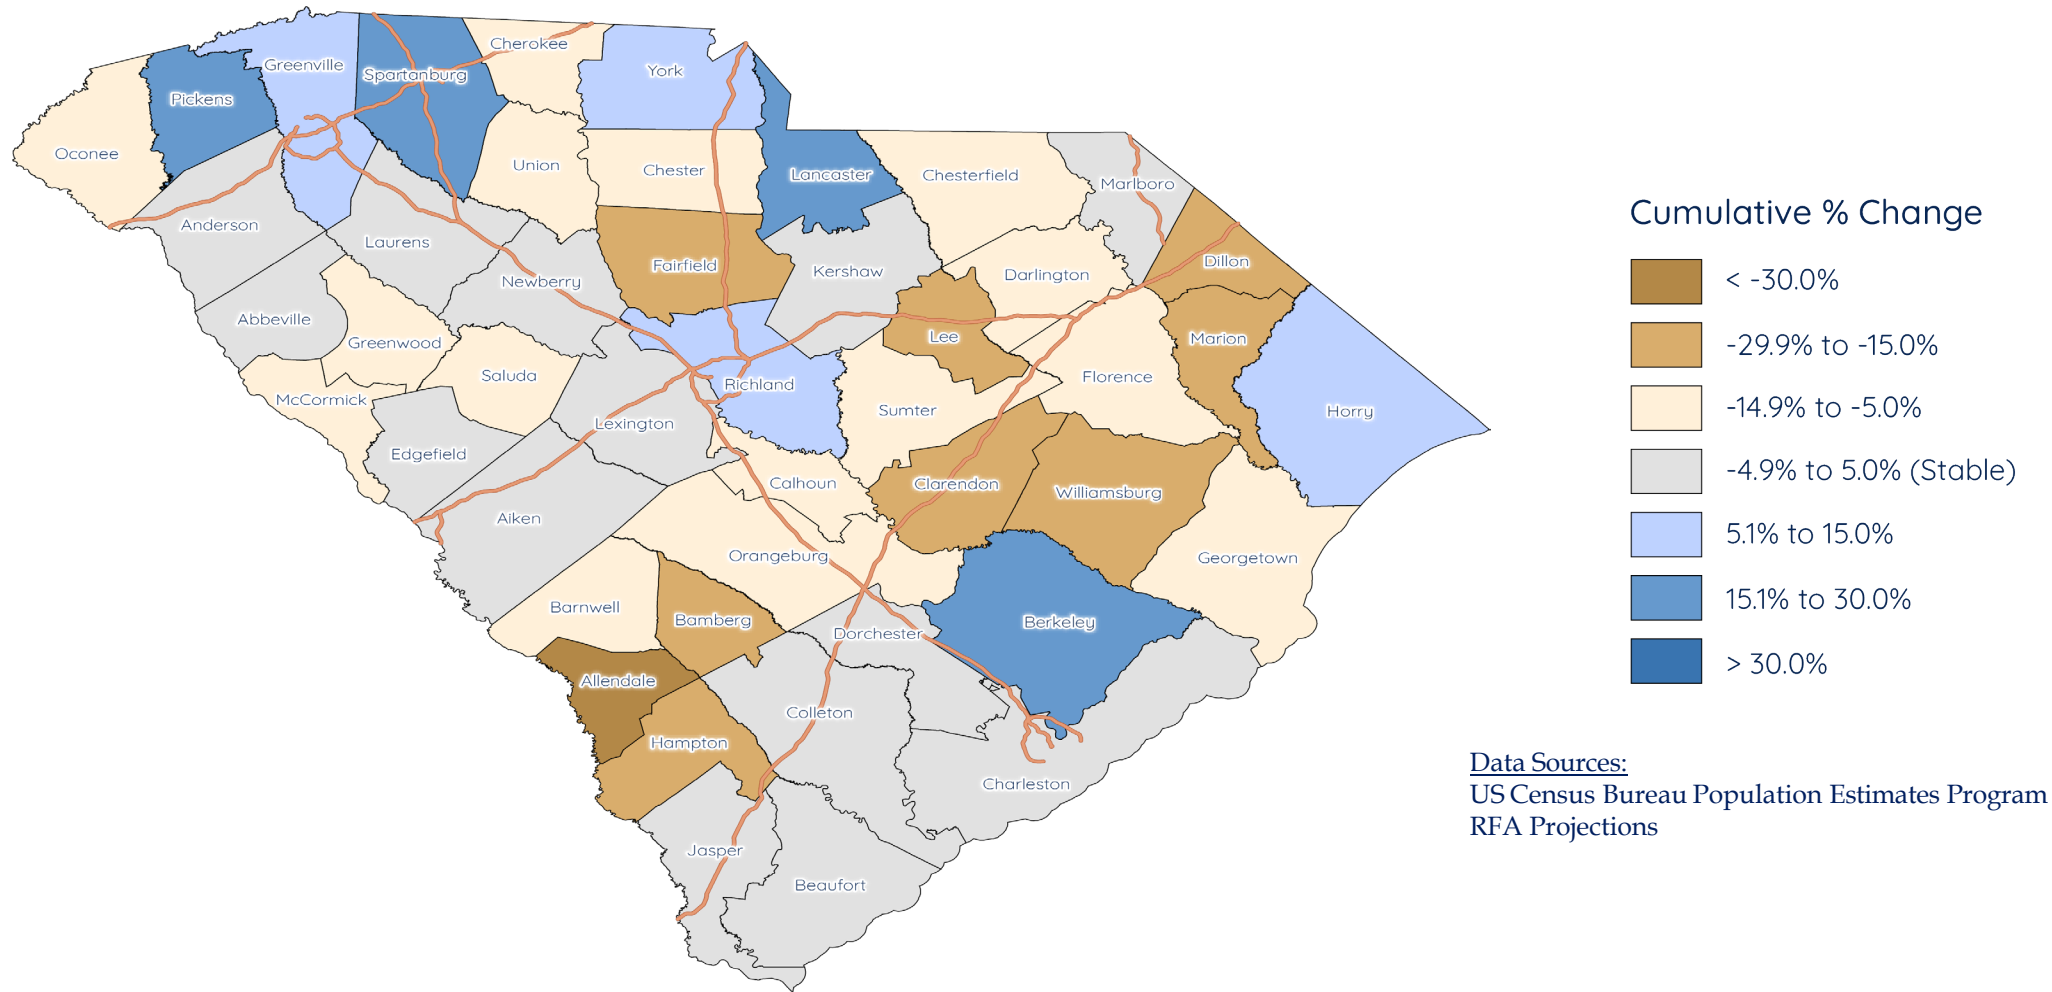 Cherokee
Greenville
York
Spartanburg
Pickens
Oconee
Union
Chester
Lancaster
Chesterfield
Marlboro
Anderson
Laurens
Fairfield
Kershaw
Darlington
Dillon
Newberry
Abbeville
Greenwood
Lee
Marion
Saluda
Richland
Florence
McCormick
Sumter
Horry
Lexington
Edgefield
Calhoun
Clarendon
Williamsburg
Aiken
Orangeburg
Georgetown
Barnwell
Bamberg
Berkeley
Dorchester
Allendale
Colleton
Hampton
Charleston
Jasper
Beaufort
Cumulative % Change
< -30.0%
-29.9% to -15.0%
-14.9% to -5.0%
-4.9% to 5.0% (Stable)
5.1% to 15.0%
15.1% to 30.0%
> 30.0%
Data Sources:
US Census Bureau Population Estimates Program
RFA Projections